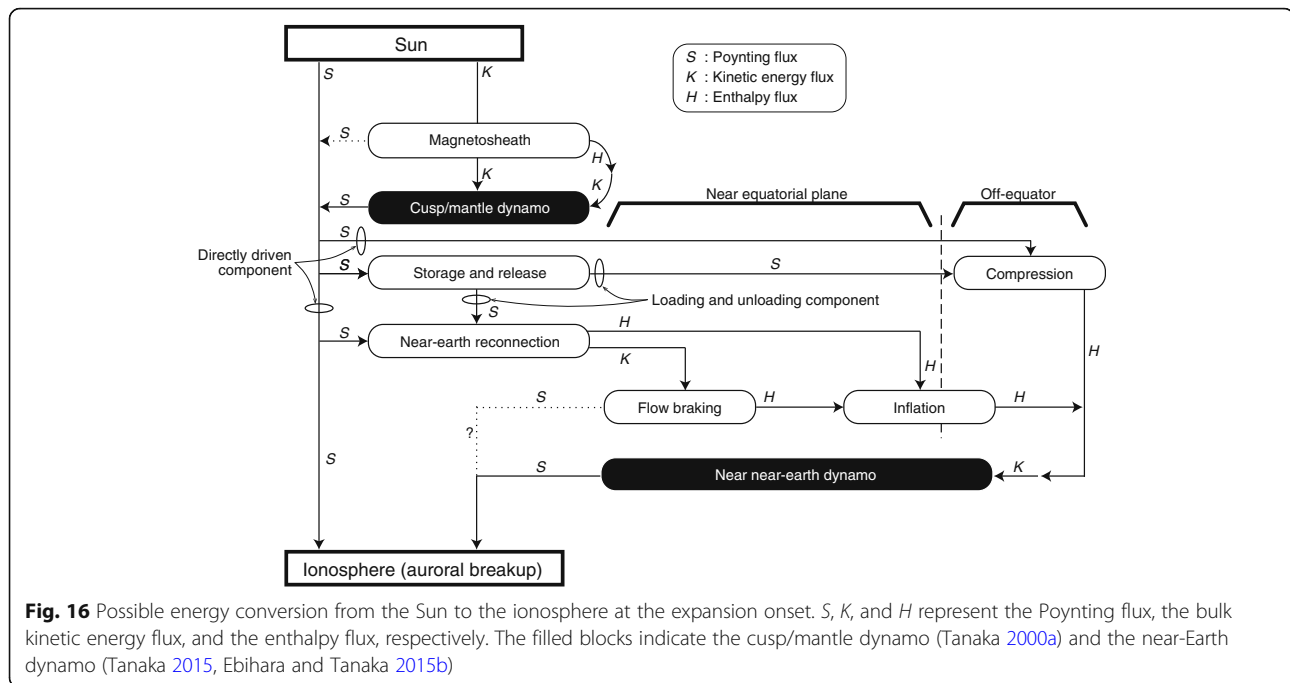 Sun
S : Poynting flux
K : Kinetic energy flux
H : Enthalpy flux
S
K
S
Magnetosheath
H
K
K
S
Cusp/mantle dynamo
Near equatorial plane
Off-equator
S
Directly driven
component
S
Storage and release
S
Compression
Loading and unloading component
S
S
Near-earth reconnection
H
K
H
H
S
Flow braking
H
Inflation
H
?
S
S
Near near-earth dynamo
K
Ionosphere (auroral breakup)
Fig. 16 Possible energy conversion from the Sun to the ionosphere at the expansion onset. S, K, and H represent the Poynting flux, the bulk
kinetic energy flux, and the enthalpy flux, respectively. The filled blocks indicate the cusp/mantle dynamo (Tanaka 2000a) and the near-Earth
dynamo (Tanaka 2015, Ebihara and Tanaka 2015b)